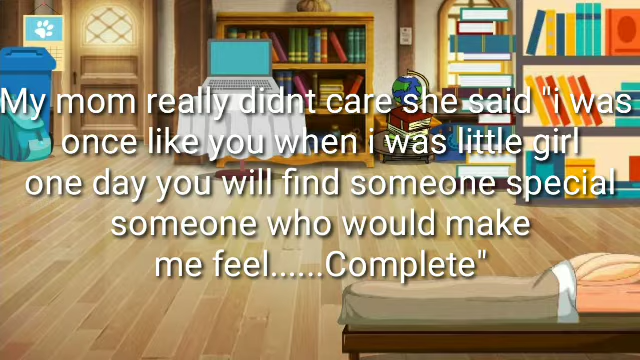 My mom really didnt care she said "i was
once like you when i was little girl
one day you will find someone special
someone who would make
me feel......Complete"